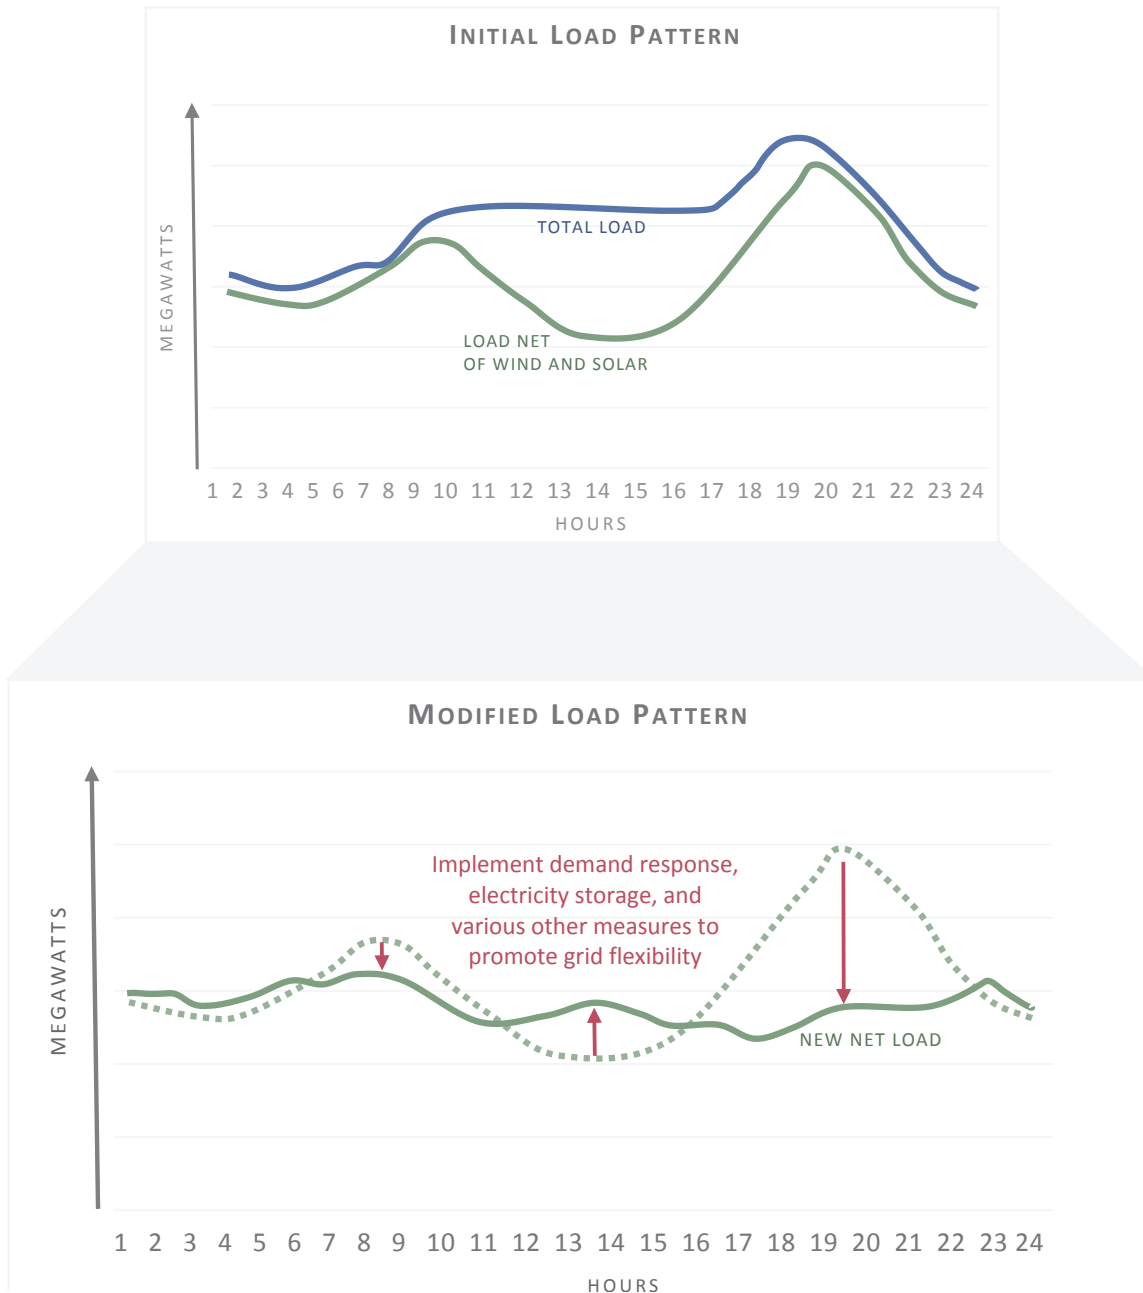 INITIAL LOAD PATTERN
MEGAWATTS
TOTAL LOAD
LOAD NET
OF WIND AND SOLAR
1 2 3 4 5 6 7 8 9 10 11 12 13 14 15 16 17 18 19 20 21 22 23 24
HOURS
MODIFIED LOAD PATTERN
MEGAWATTS
Implement demand response,
electricity storage, and
various other measures to
promote grid flexibility
NEW NET LOAD
1 2 3 4 5 6 7 8 9 10 11 12 13 14 15 16 17 18 19 20 21 23 24
HOURS